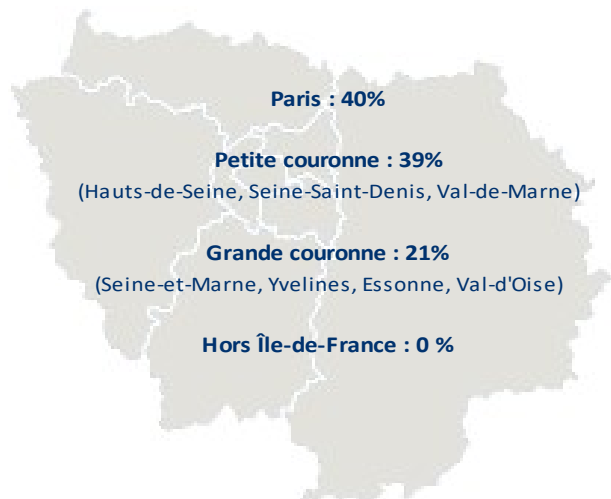 Paris : 40%
Petite couronne : 39%
(Hauts-de-Seine, Seine-Saint-Denis, Val-de-Marne)
Grande couronne : 21%
(Seine-et-Marne, Yvelines, Essonne, Val-d'Oise)
Hors Île-de-France : 0 %